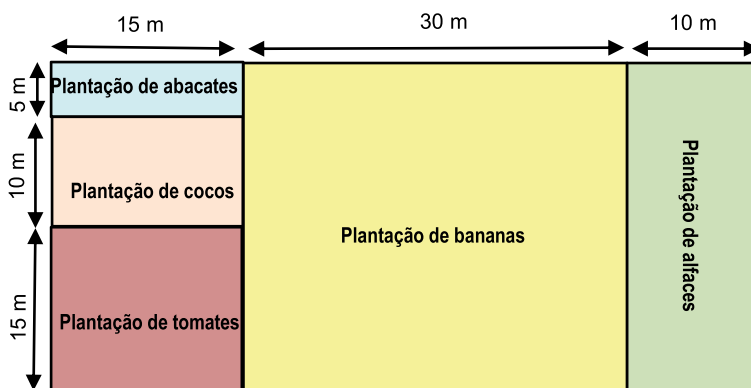 15 m
30 m
10 m
5 m
Plantação de abacates
10 m
Plantação de cocos
15 m
Plantação de tomates
Plantação de bananas
Plantação de alfaces